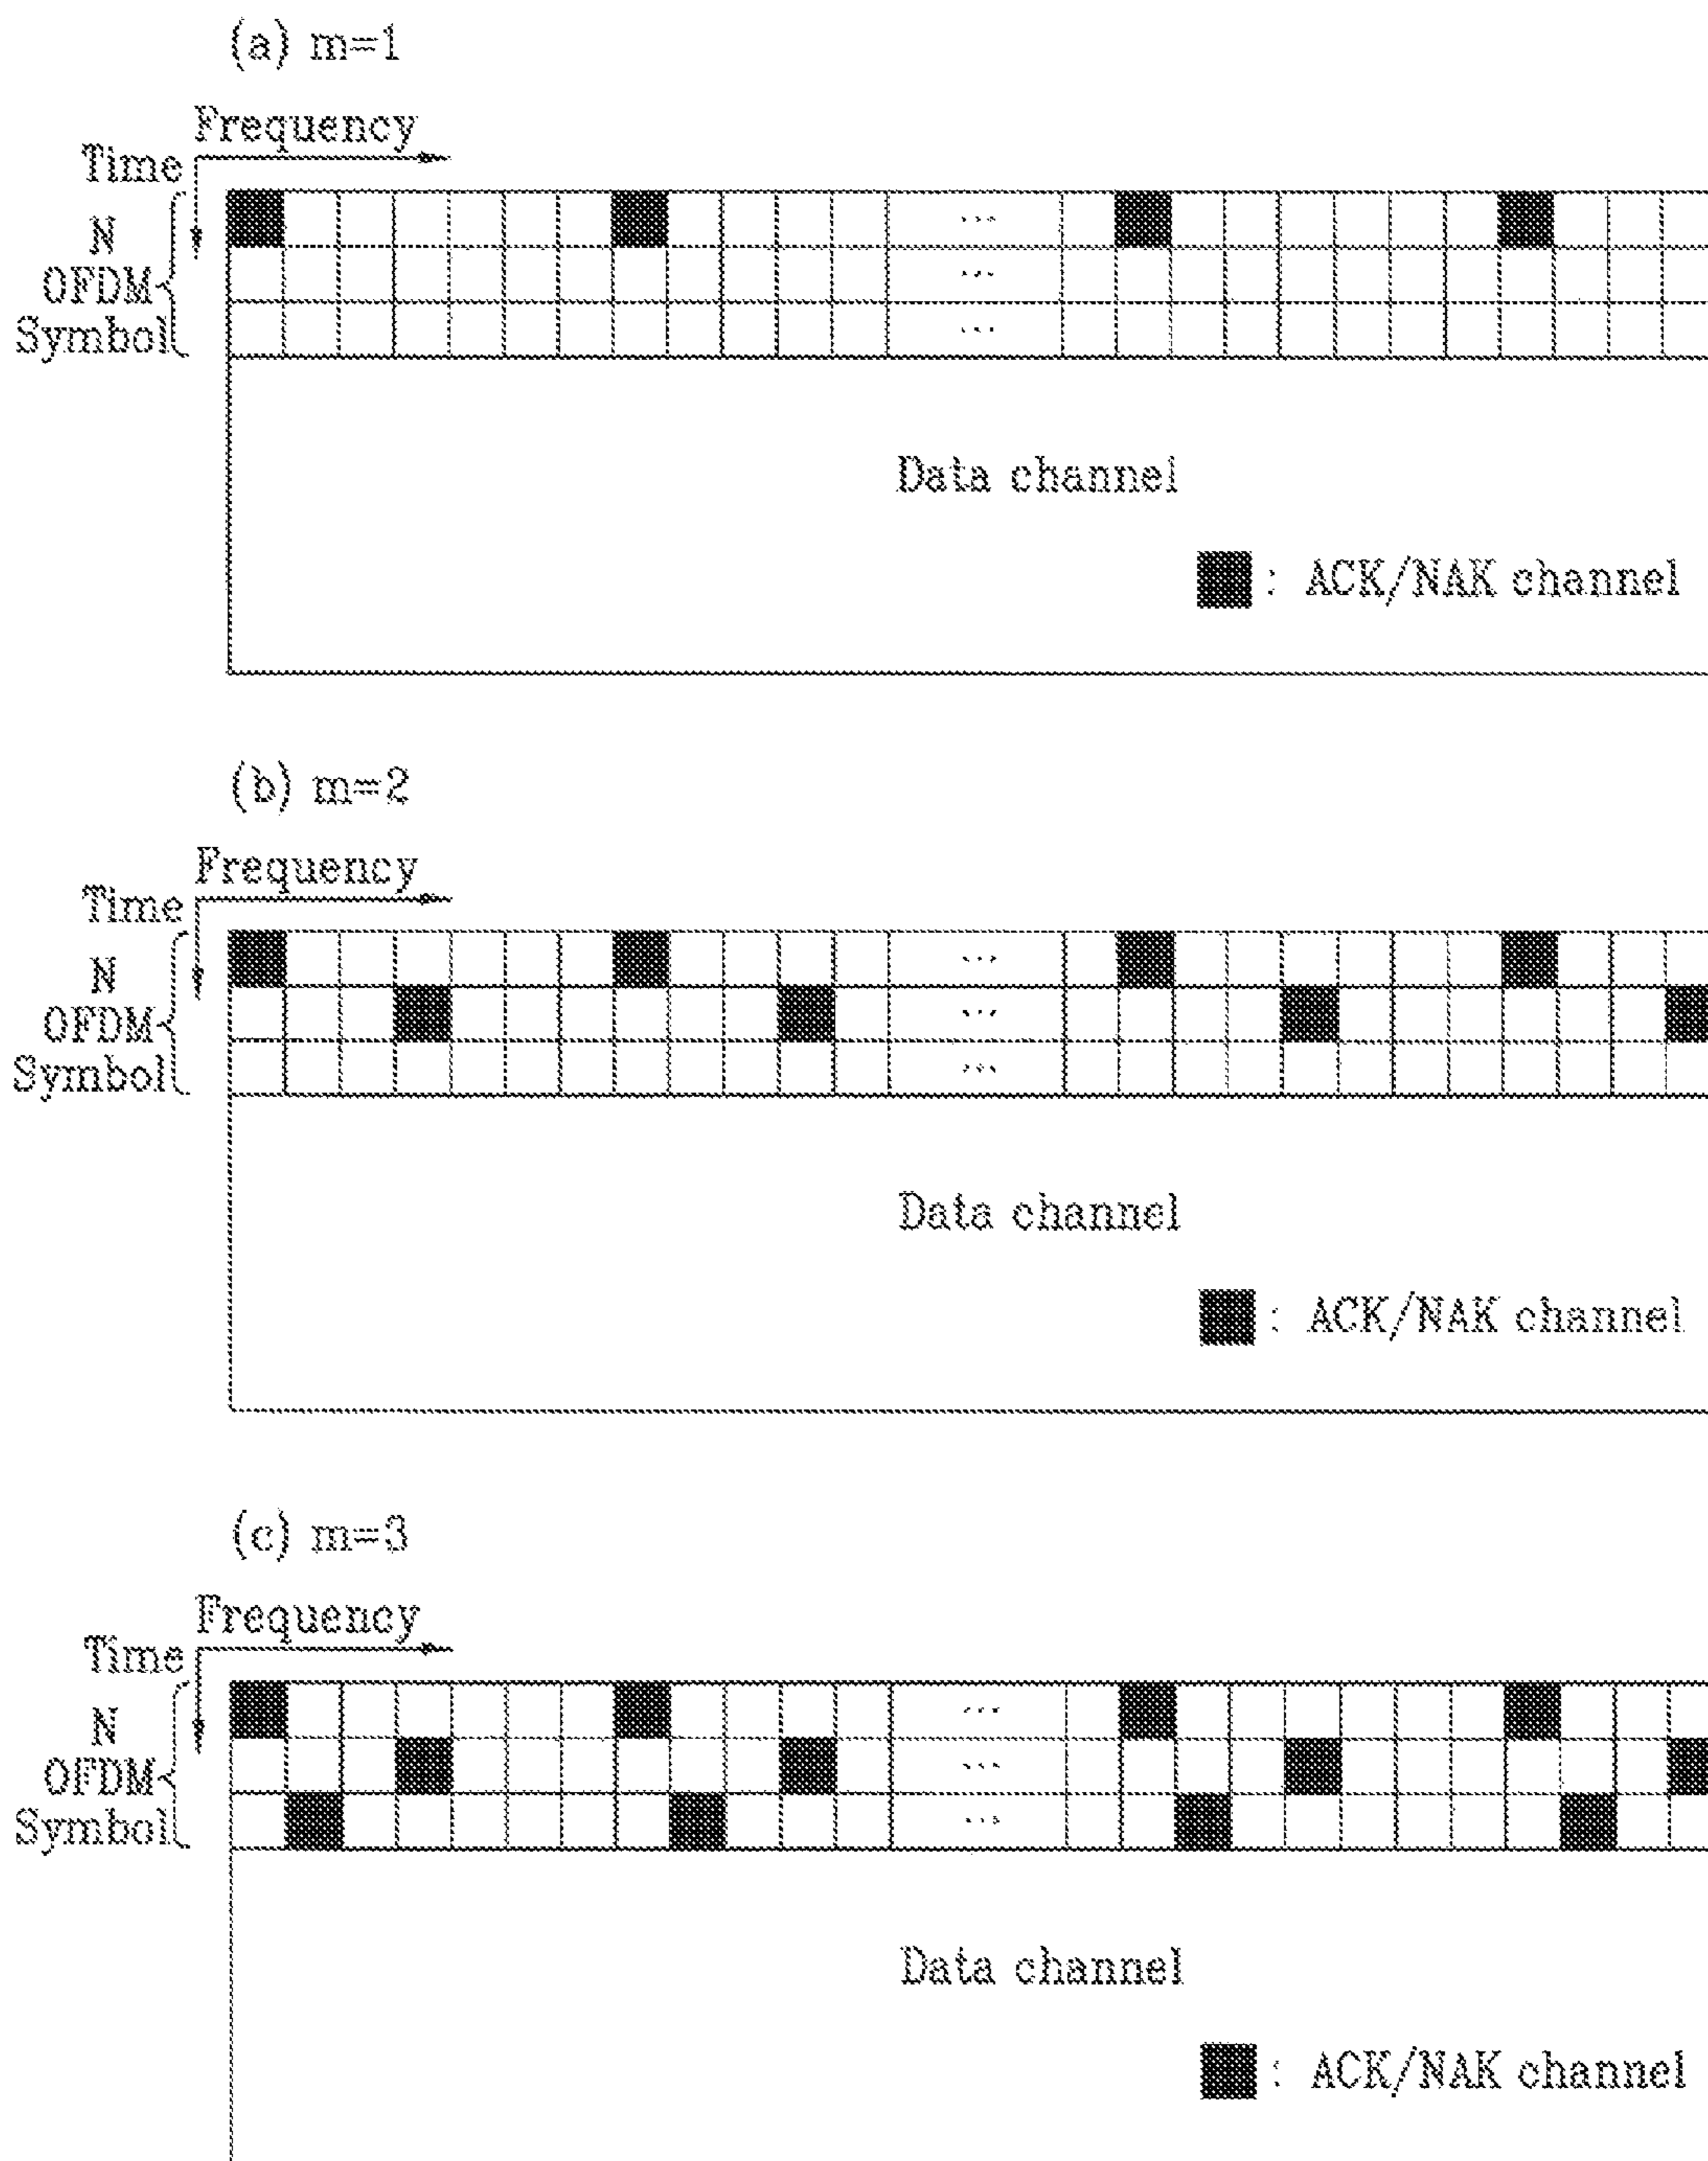 (a) m=1
Frequency
Time
N
OFDM
Symbol
...
...
...
Data channel
: ACK/NAK channel
(b) m=2
Frequency
Time
N
OFDM
Symbol
...
...
...
Data channel
: ACK/NAK channel
(c) m=3
Frequency
Time
N
OFDM
Symbol
...
...
...
Data channel
: ACK/NAK channel